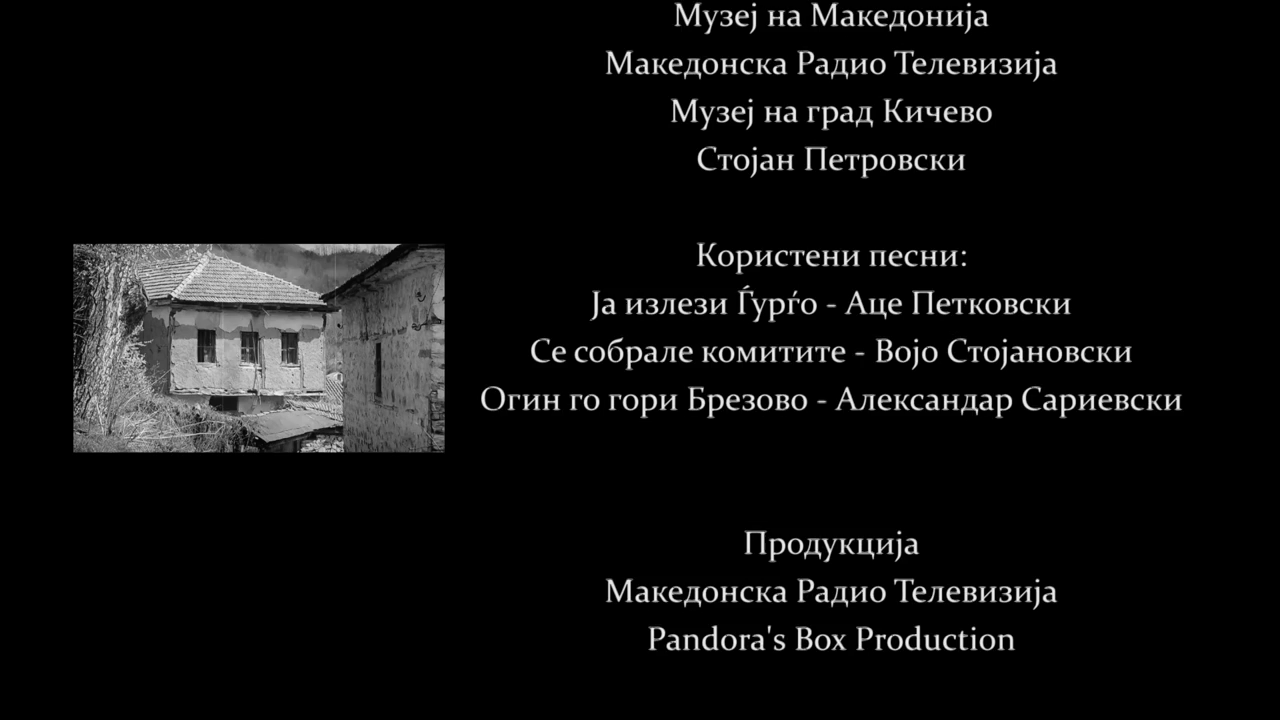 Музеј на Македонија
Македонска Радио Телевизија
Музеј на град Кичево
Стојан Петровски
Користени песни:
Ја излези Ѓурѓо - Аце Петковски
Се собрале комитите - Војо Стојановски
Огин го гори Брезово - Александар Сариевски
Продукција
Македонска Радио Телевизија
Pandora's Box Production